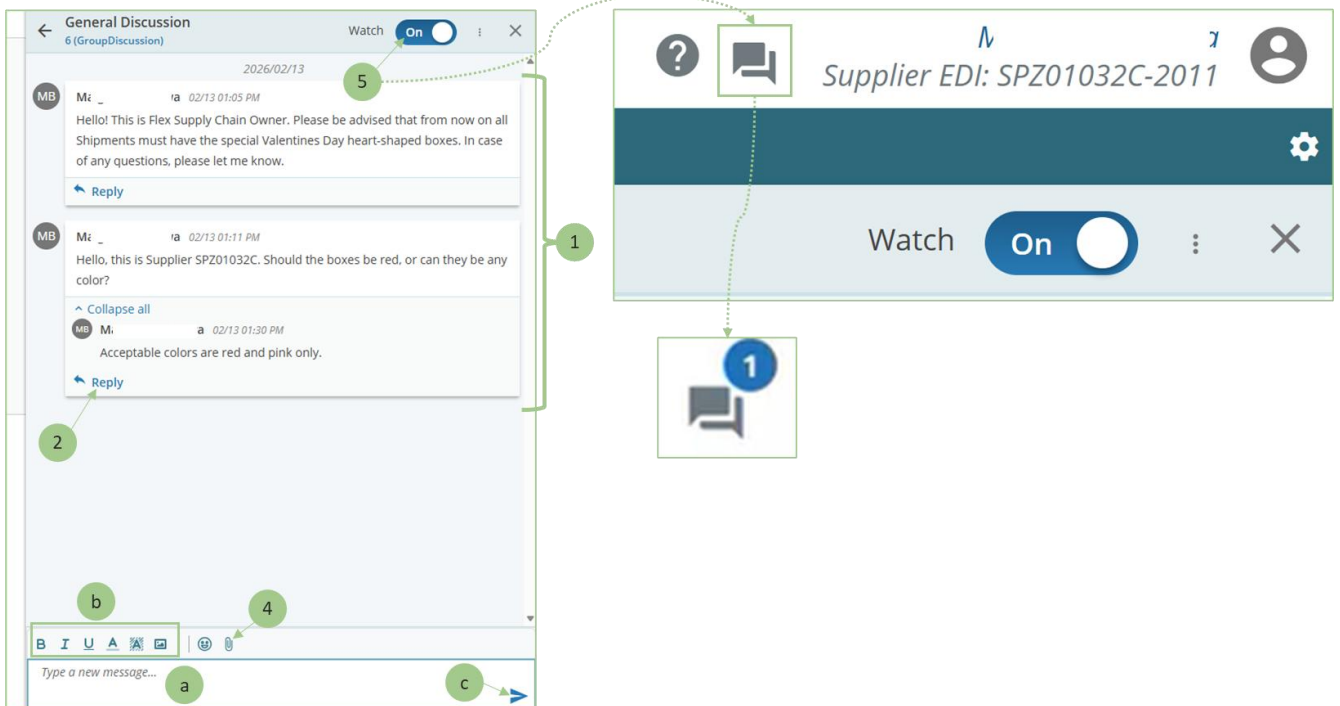 General Discussion
6 (GroupDiscussion)
Watch On
5
2026/02/13
MB
02/13 01:05 PM
Hello! This is Flex Supply Chain Owner. Please be advised that from now on all
Shipments must have the special Valentines Day heart-shaped boxes. In case
of any questions, please let me know.
Reply
MB
02/13 01:11 PM
Hello, this is Supplier SPZ01032C. Should the boxes be red, or can they be any
color?
Collapse all
MB
02/13 01:30 PM
Acceptable colors are red and pink only.
Reply
1
2
b
4
B I U A A
Type a new message...
a
c
?
Supplier EDI: SPZ01032C-2011
Watch On
1